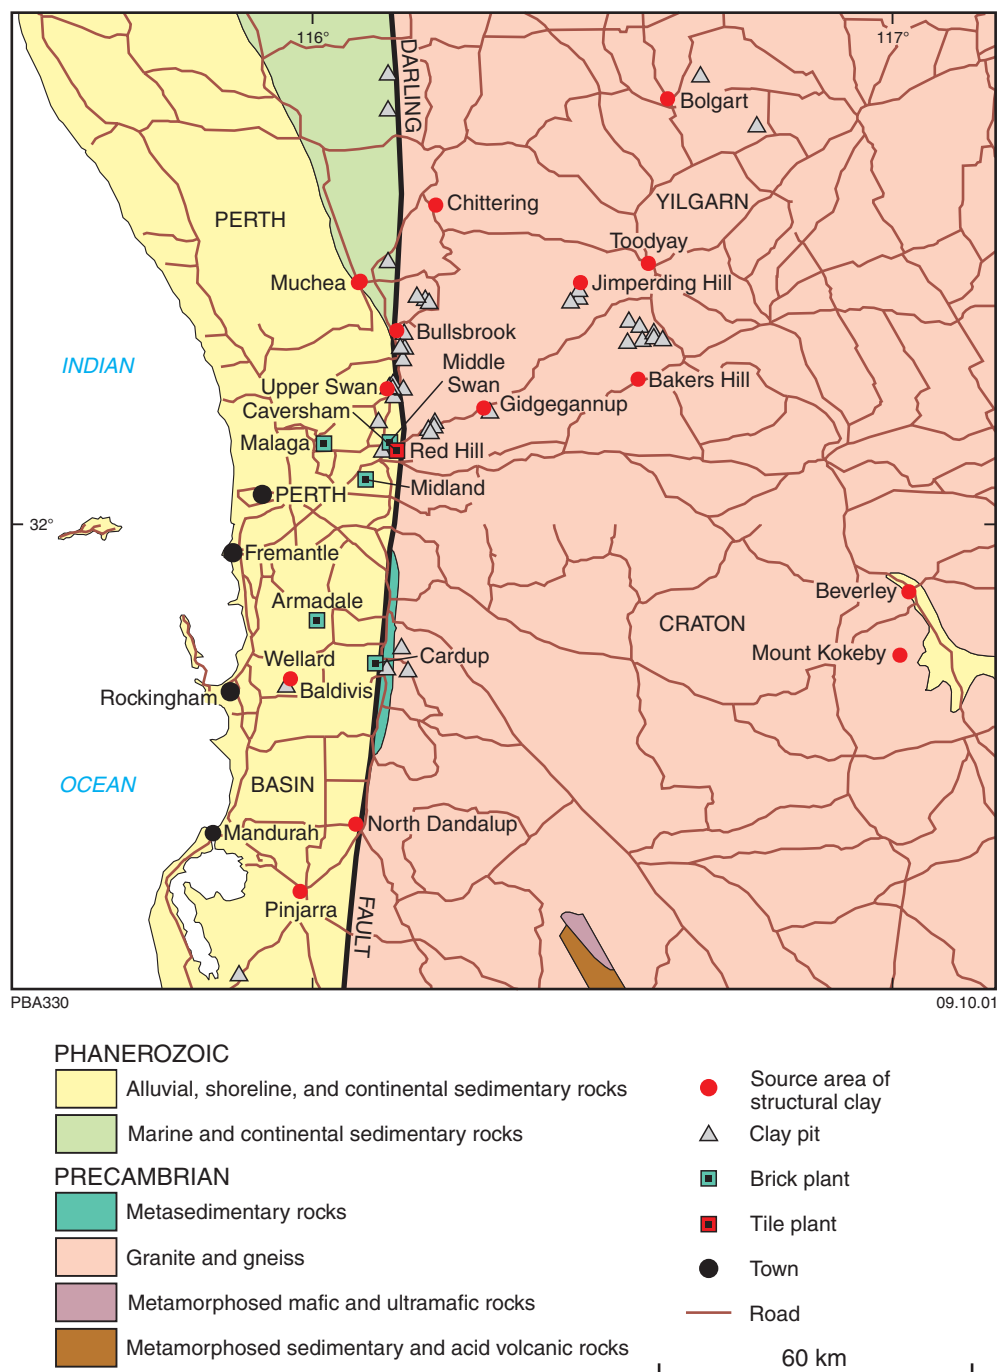 116°
117°
DARLING
Bolgart
Chittering
YILGARN
PERTH
Toodyay
Muchea
Jimperding Hill
Bullsbrook
INDIAN
Middle
Swan
Upper Swan
Bakers Hill
Caversham
Gidgegannup
Malaga
Red Hill
Midland
PERTH
32°
Fremantle
Beverley
Armadale
CRATON
Mount Kokeby
Cardup
Wellard
Baldivis
Rockingham
OCEAN
BASIN
North Dandalup
Mandurah
Pinjarra
FAULT
PBA330
09.10.01
PHANEROZOIC
Alluvial, shoreline, and continental sedimentary rocks
Marine and continental sedimentary rocks
PRECAMBRIAN
Metasedimentary rocks
Granite and gneiss
Metamorphosed mafic and ultramafic rocks
Metamorphosed sedimentary and acid volcanic rocks
Source area of
structural clay
Clay pit
Brick plant
Tile plant
Town
Road
60 km